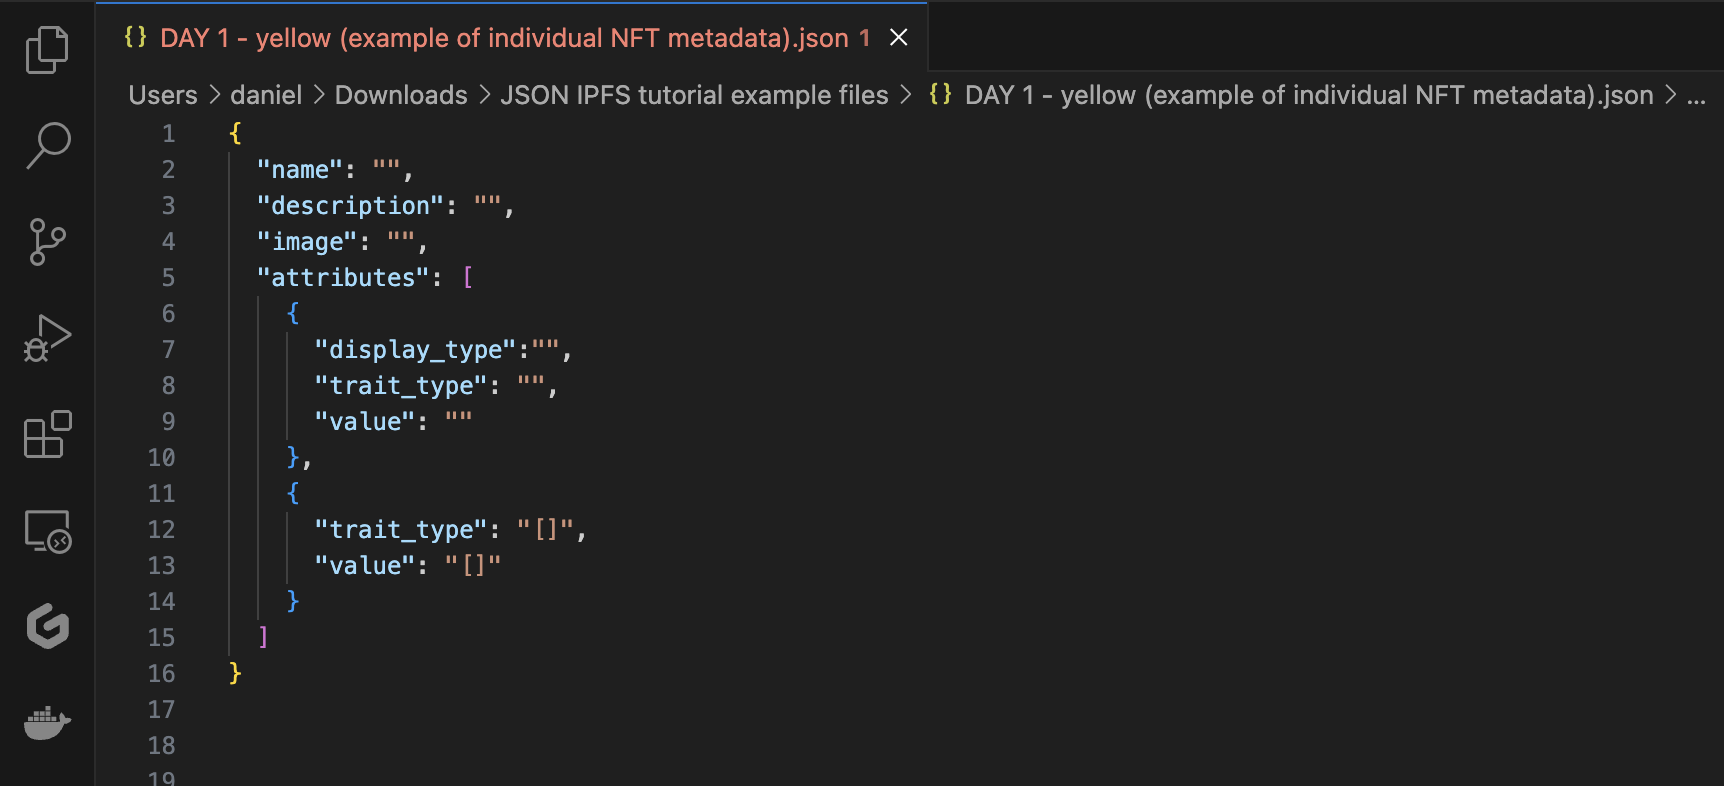 {} DAY 1 - yellow (example of individual NFT metadata).json 1 ×
Users > daniel > Downloads > JSON IPFS tutorial example files > {} DAY 1 - yellow (example of individual NFT metadata).json > ...
1 {
2   "name": "",
3   "description": "",
4   "image": "",
5   "attributes": [
6     {
7       "display_type":"",
8       "trait_type": "",
9       "value": ""
10     },
11     {
12       "trait_type": "[]",
13       "value": "[]"
14     }
15   ]
16 }
17
18
19